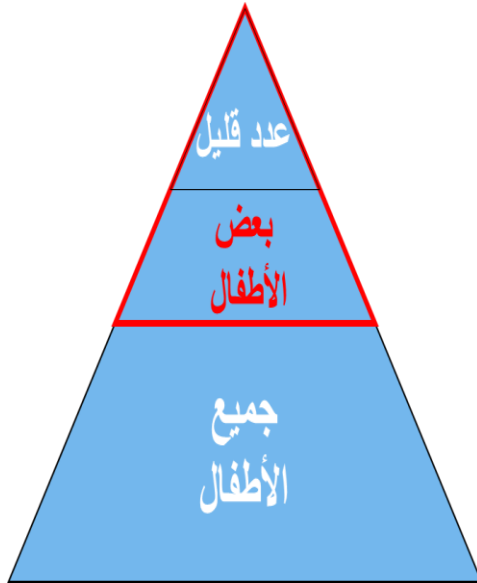 عدد قليل
بعض
الأطفال
جميع
الأطفال